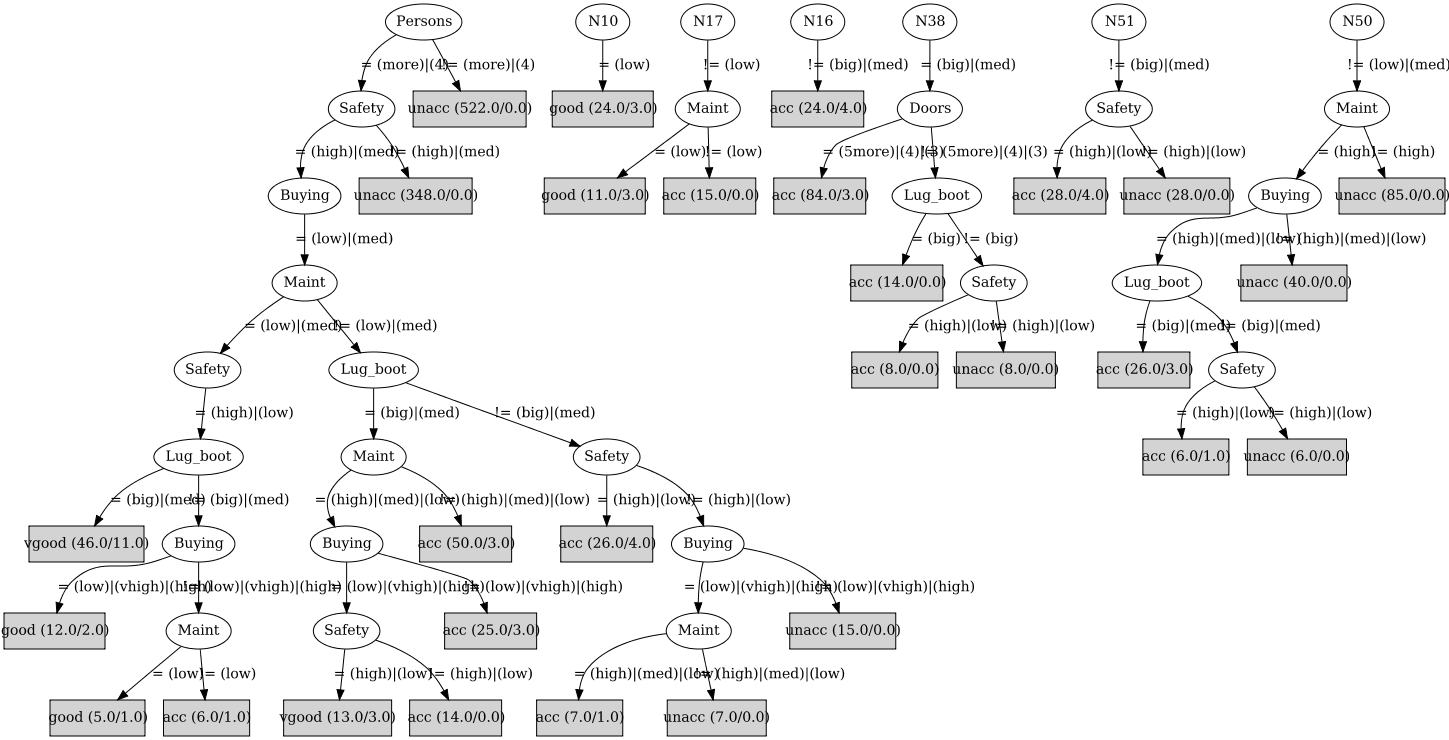 Persons N10 N17 N16 N38 N51 N50
= (more)|(4) != (more)|(4) = (low) != (low) != (big)|(med) = (big)|(med) != (big)|(med) != (low)|(med)
Safety unacc (522.0/0.0) good (24.0/3.0) Maint acc (24.0/4.0) Doors Safety Maint
= (high)|(med) != (high)|(med) = (low) != (low) = (5more)|(4)|(3) != (5more)|(4)|(3) = (high)|(low) != (high)|(low) = (high) != (high)
Buying unacc (348.0/0.0) good (11.0/3.0) acc (15.0/0.0) acc (84.0/3.0) Lug_boot acc (28.0/4.0) unacc (28.0/0.0) Buying unacc (85.0/0.0)
= (low)|(med) = (big) != (big) = (high)|(med)|(low) != (high)|(med)|(low)
Maint acc (14.0/0.0) Safety Lug_boot unacc (40.0/0.0)
= (low)|(med) != (low)|(med) = (high)|(low) != (high)|(low) = (big)|(med) != (big)|(med)
Safety Lug_boot acc (8.0/0.0) unacc (8.0/0.0) acc (26.0/3.0) Safety
= (high)|(low) = (big)|(med) != (big)|(med) = (high)|(low) != (high)|(low)
Lug_boot Maint Safety acc (6.0/1.0) unacc (6.0/0.0)
= (big)|(med) != (big)|(med) = (high)|(med)|(low) != (high)|(med)|(low) = (high)|(low) != (high)|(low)
vgood (46.0/11.0) Buying Buying acc (50.0/3.0) acc (26.0/4.0) Buying
= (low)|(vhigh)|(high) != (low)|(vhigh)|(high) = (low)|(vhigh)|(high) != (low)|(vhigh)|(high) = (low)|(vhigh)|(high) != (low)|(vhigh)|(high)
good (12.0/2.0) Maint Safety acc (25.0/3.0) Maint unacc (15.0/0.0)
= (low) != (low) = (high)|(low) != (high)|(low) = (high)|(med)|(low) != (high)|(med)|(low)
good (5.0/1.0) acc (6.0/1.0) vgood (13.0/3.0) acc (14.0/0.0) acc (7.0/1.0) unacc (7.0/0.0)